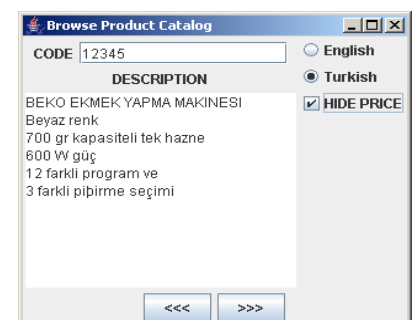 Browse Product Catalog
CODE 12345
English
DESCRIPTION
Turkish
BEKO EKMEK YAPMA MAKINESI
HIDE PRICE
Beyaz renk
700 gr kapasiteli tek hazne
600 W güç
12 farkli program ve
3 farkli piþirme seçimi
<<< >>>